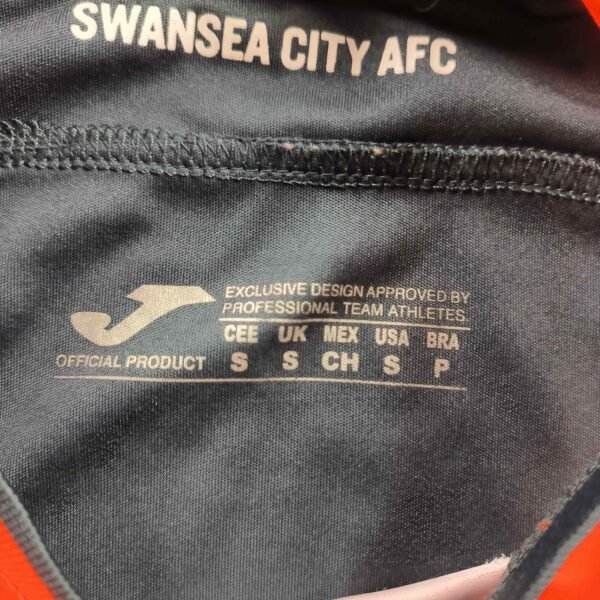 SWANSEA CITY AFC
EXCLUSIVE DESIGN APPROVED BY
PROFESSIONAL TEAM ATHLETES.
CEE UK MEX USA BRA
OFFICIAL PRODUCT S S CH S P